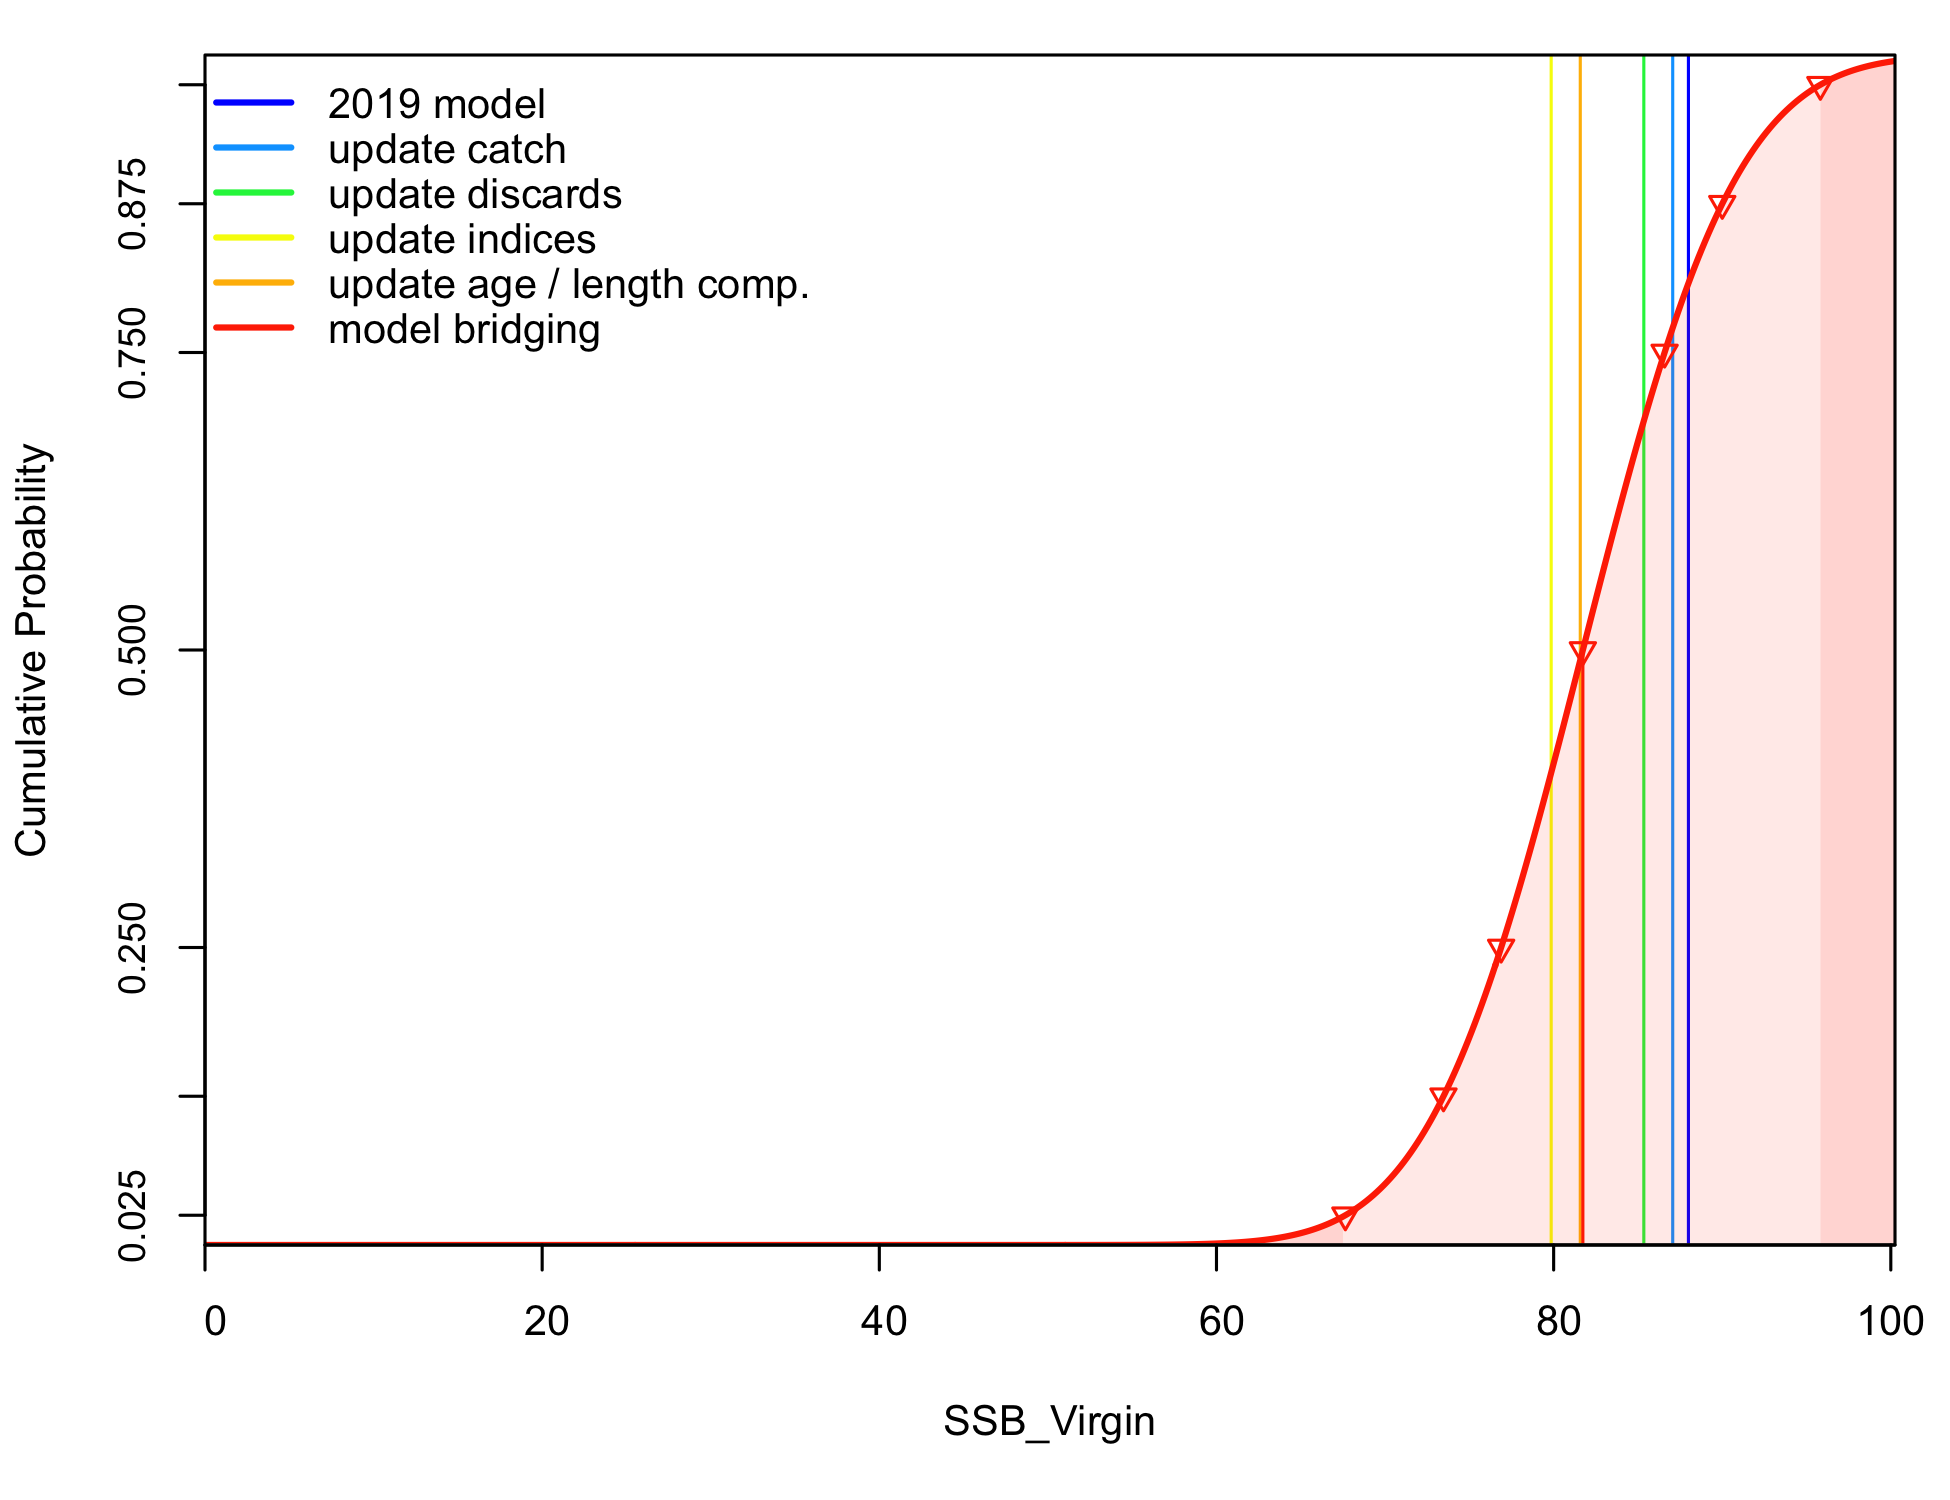 2019 model
update catch
update discards
update indices
update age / length comp.
model bridging
Cumulative Probability
0.875
0.750
0.500
0.250
0.025
0 20 40 60 80 100
SSB_Virgin